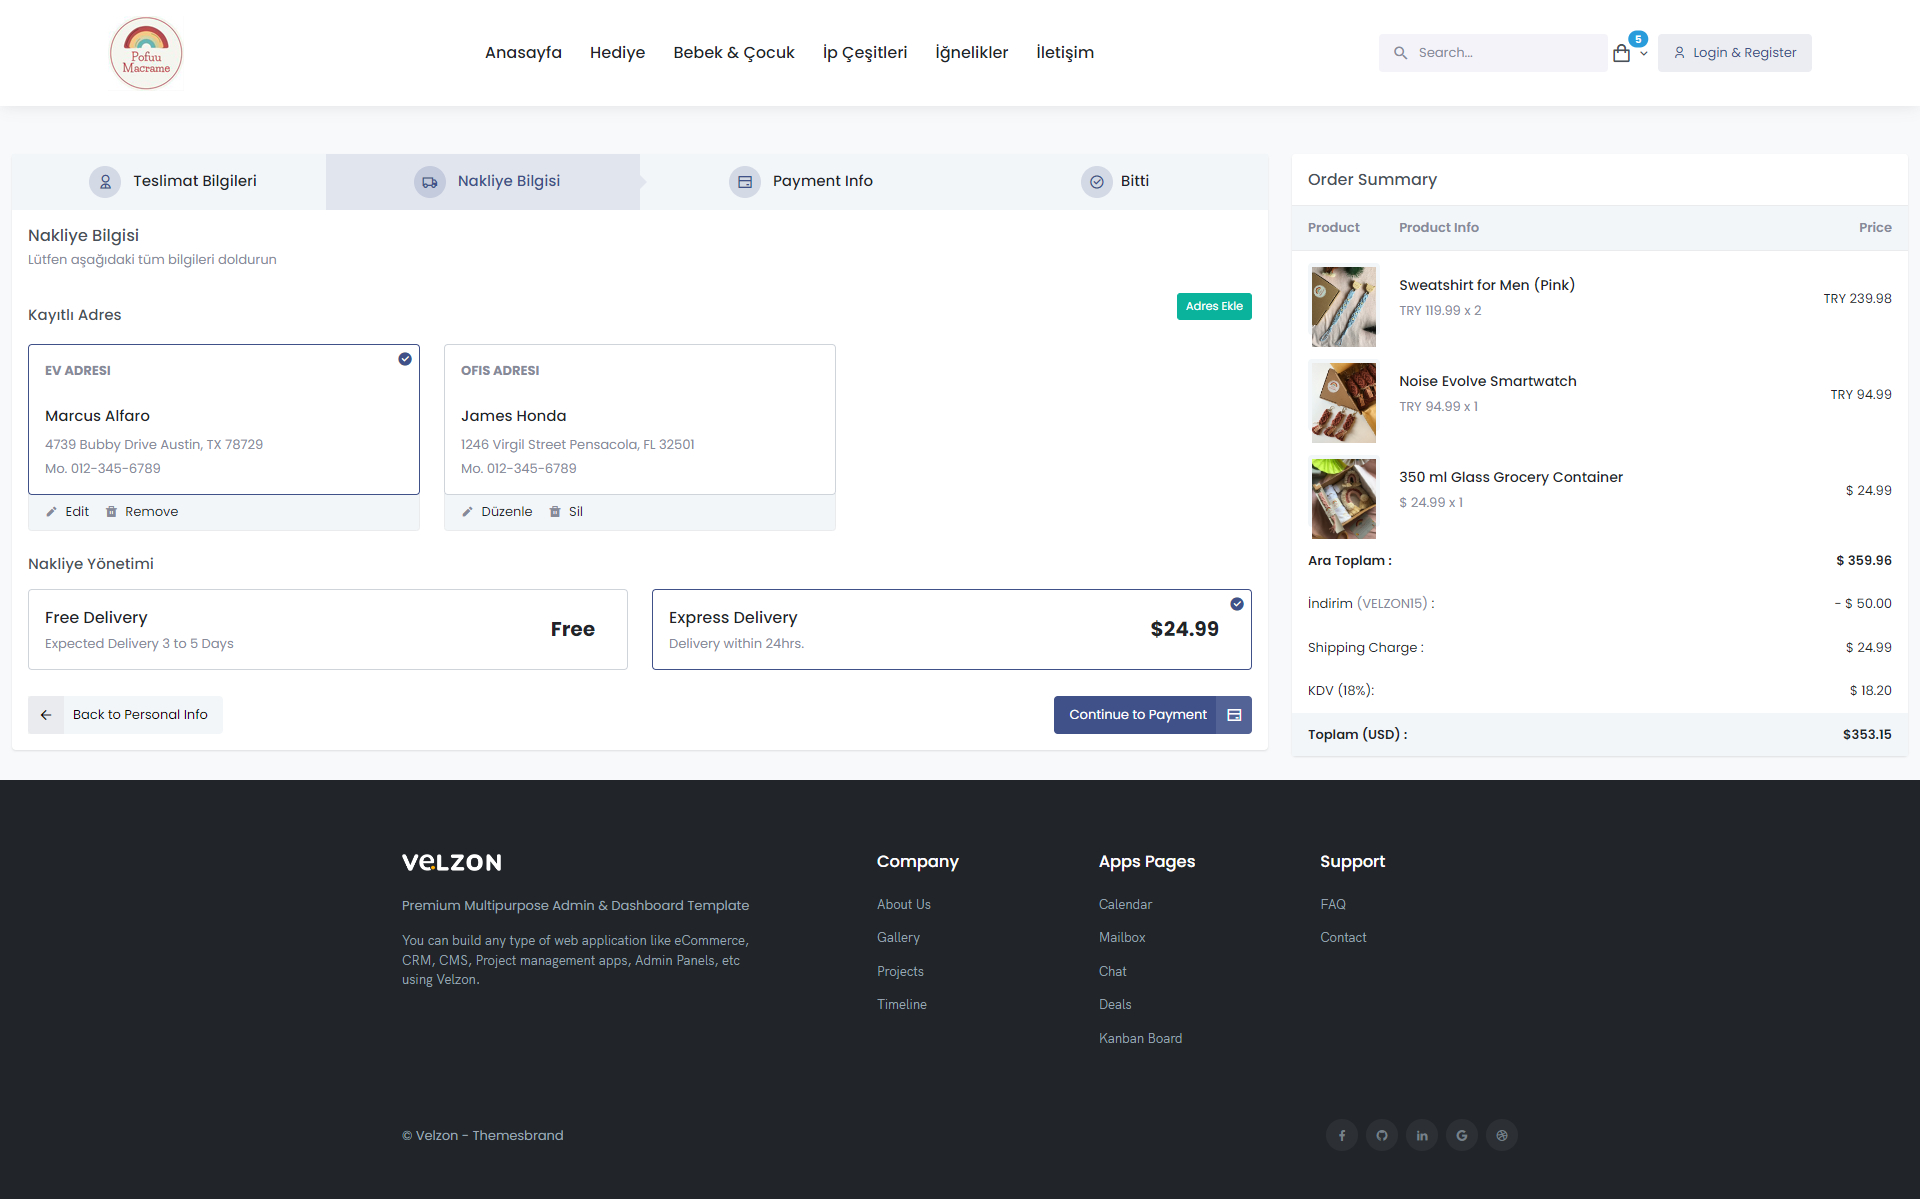 Pofuu
Macrame
Anasayfa
Hediye
Bebek & Çocuk
İp Çeşitleri
İğnelikler
İletişim
Search...
5
Login & Register
Teslimat Bilgileri
Nakliye Bilgisi
Payment Info
Bitti
Nakliye Bilgisi
Lütfen aşağıdaki tüm bilgileri doldurun
Kayıtlı Adres
Adres Ekle
EV ADRESI
Marcus Alfaro
4739 Bubby Drive Austin, TX 78729
Mo. 012-345-6789
Edit
Remove
OFIS ADRESI
James Honda
1246 Virgil Street Pensacola, FL 32501
Mo. 012-345-6789
Düzenle
Sil
Nakliye Yönetimi
Free Delivery
Expected Delivery 3 to 5 Days
Free
Express Delivery
Delivery within 24hrs.
$24.99
Back to Personal Info
Continue to Payment
Order Summary
Product
Product Info
Price
Sweatshirt for Men (Pink)
TRY 119.99 x 2
TRY 239.98
Noise Evolve Smartwatch
TRY 94.99 x 1
TRY 94.99
350 ml Glass Grocery Container
$ 24.99 x 1
$ 24.99
Ara Toplam :
$ 359.96
İndirim (VELZON15) :
- $ 50.00
Shipping Charge :
$ 24.99
KDV (18%):
$ 18.20
Toplam (USD) :
$353.15
VELZON
Premium Multipurpose Admin & Dashboard Template
You can build any type of web application like eCommerce,
CRM, CMS, Project management apps, Admin Panels, etc
using Velzon.
Company
About Us
Gallery
Projects
Timeline
Apps Pages
Calendar
Mailbox
Chat
Deals
Kanban Board
Support
FAQ
Contact
© Velzon - Themesbrand